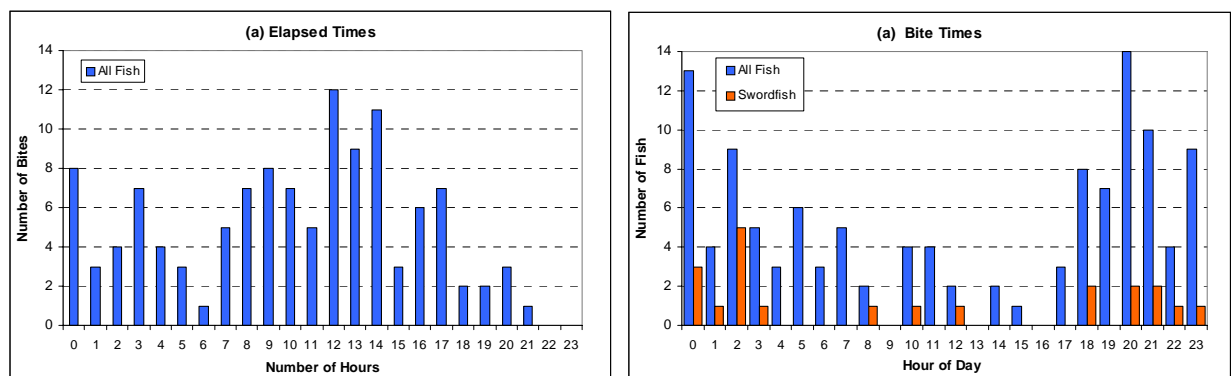 (a) Elapsed Times
14
All Fish
12
10
8
6
4
2
0
Number of Bites
0 1 2 3 4 5 6 7 8 9 10 11 12 13 14 15 16 17 18 19 20 21 22 23
Number of Hours
(a) Bite Times
14
All Fish
Swordfish
12
10
8
6
4
2
0
Number of Fish
0 1 2 3 4 5 6 7 8 9 10 11 12 13 14 15 16 17 18 19 20 21 22 23
Hour of Day